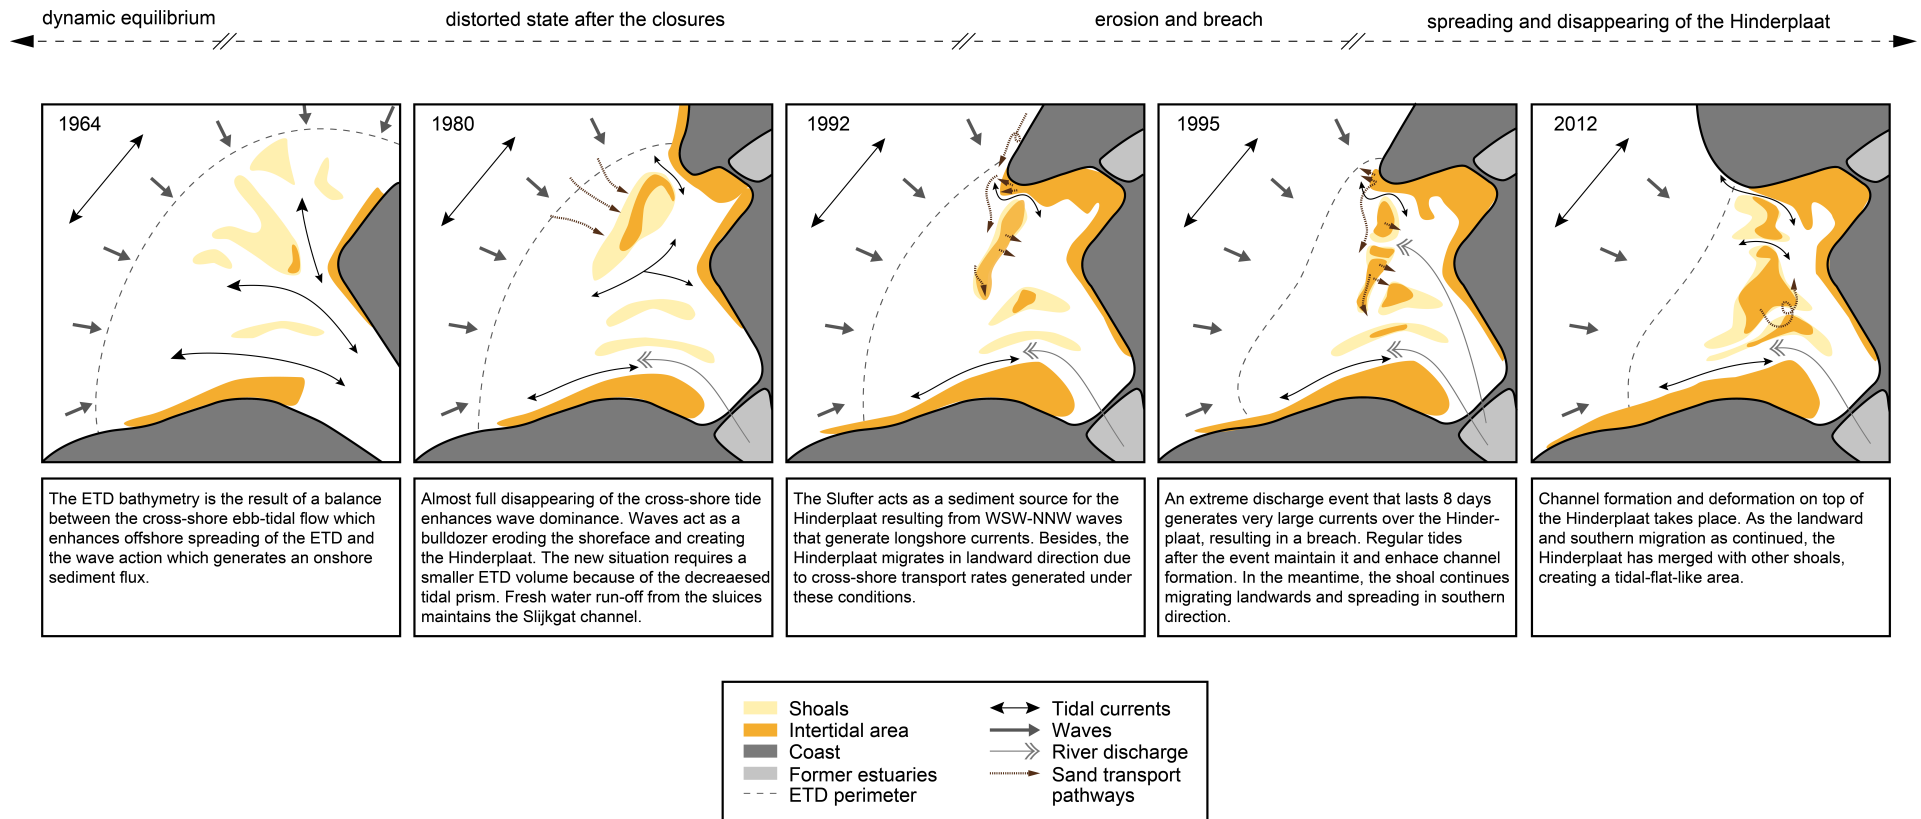 dynamic equilibrium
distorted state after the closures
erosion and breach
spreading and disappearing of the Hinderplaat
1964
1980
1992
1995
2012
The ETD bathymetry is the result of a balance
between the cross-shore ebb-tidal flow which
enhances offshore spreading of the ETD and
the wave action which generates an onshore
sediment flux.
Almost full disappearing of the cross-shore tide
enhances wave dominance. Waves act as a
bulldozer eroding the shoreface and creating
the Hinderplaat. The new situation requires a
smaller ETD volume because of the decreaesed
tidal prism. Fresh water run-off from the sluices
maintains the Slijkgat channel.
The Slufter acts as a sediment source for the
Hinderplaat resulting from WSW-NNW waves
that generate longshore currents. Besides, the
Hinderplaat migrates in landward direction due
to cross-shore transport rates generated under
these conditions.
An extreme discharge event that lasts 8 days
generates very large currents over the Hinder-
plaat, resulting in a breach. Regular tides
after the event maintain it and enhace channel
formation. In the meantime, the shoal continues
migrating landwards and spreading in southern
direction.
Channel formation and deformation on top of
the Hinderplaat takes place. As the landward
and southern migration as continued, the
Hinderplaat has merged with other shoals,
creating a tidal-flat-like area.
Shoals
Intertidal area
Coast
Former estuaries
ETD perimeter
Tidal currents
Waves
River discharge
Sand transport
pathways